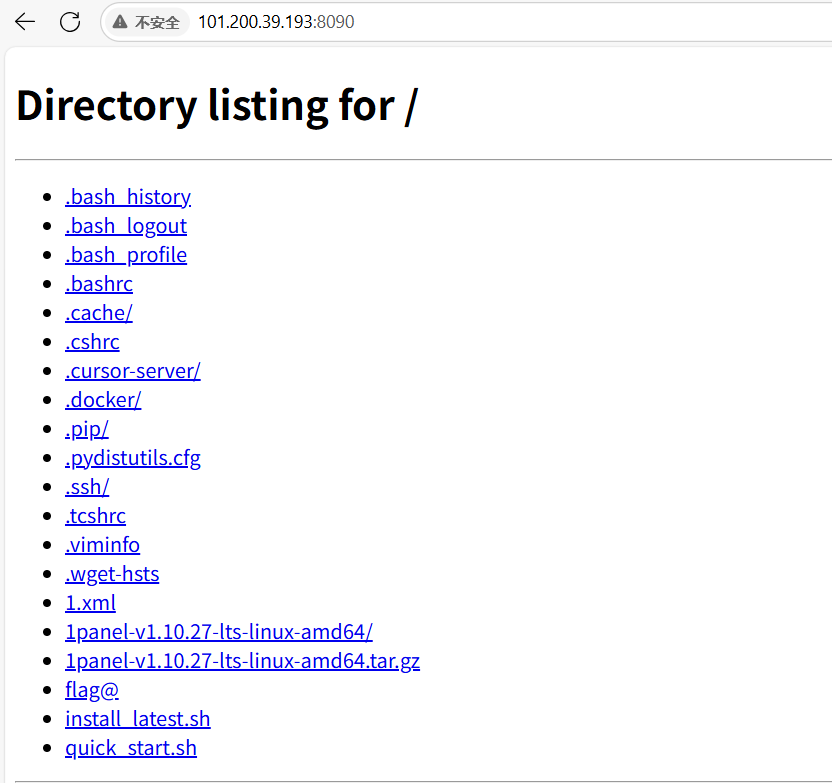 不安全 101.200.39.193:8090
Directory listing for /
.bash_history
.bash_logout
.bash_profile
.bashrc
.cache/
.cshrc
.cursor-server/
.docker/
.pip/
.pydistutils.cfg
.ssh/
.tcshrc
.viminfo
.wget-hsts
1.xml
1panel-v1.10.27-lts-linux-amd64/
1panel-v1.10.27-lts-linux-amd64.tar.gz
flag@
install_latest.sh
quick_start.sh